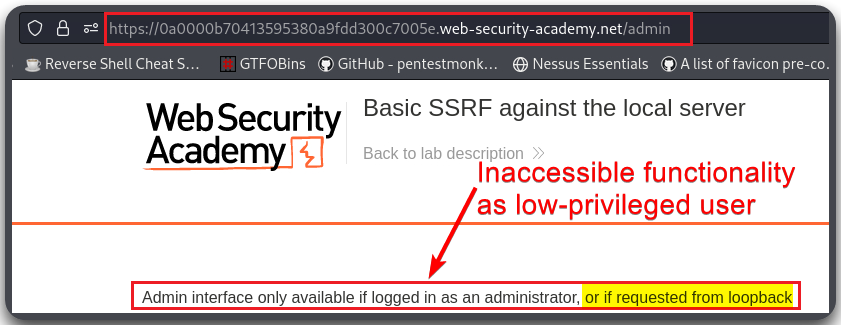 https://0a0000b70413595380a9fdd300c7005e.web-security-academy.net/admin
Reverse Shell Cheat S... GTFOBins GitHub - pentestmonk... Nessus Essentials A list of favicon pre-co...
Web Security
Academy
Basic SSRF against the local server
Back to lab description
Inaccessible functionality
as low-privileged user
Admin interface only available if logged in as an administrator, or if requested from loopback